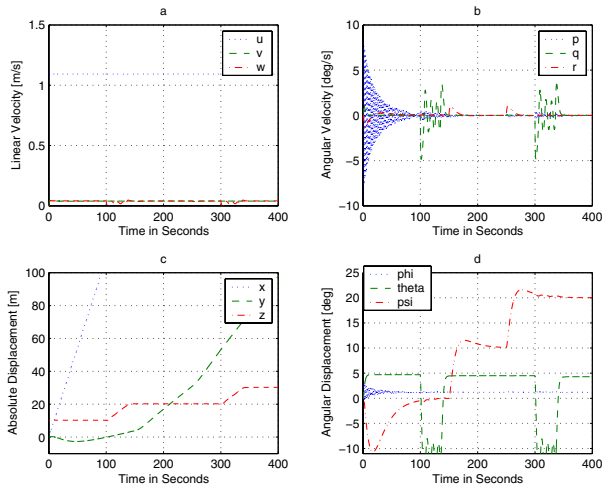 a
1.5
1
0.5
0
0 100 200 300 400
Linear Velocity [m/s]
Time in Seconds
u
v
w
b
10
5
0
−5
−10
0 100 200 300 400
Angular Velocity [deg/s]
Time in Seconds
p
q
r
c
100
80
60
40
20
0
0 100 200 300 400
Absolute Displacement [m]
Time in Seconds
x
y
z
d
25
20
15
10
5
0
−5
−10
0 100 200 300 400
Angular Displacement [deg]
Time in Seconds
phi
theta
psi